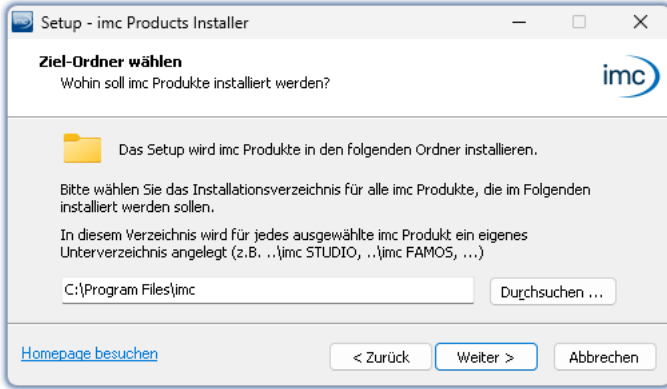 Setup - imc Products Installer
Ziel-Ordner wählen
Wohin soll imc Produkte installiert werden?
imc
Das Setup wird imc Produkte in den folgenden Ordner installieren.
Bitte wählen Sie das Installationsverzeichnis für alle imc Produkte, die im Folgenden
installiert werden sollen.
In diesem Verzeichnis wird für jedes ausgewählte imc Produkt ein eigenes
Unterverzeichnis angelegt (z.B. ..\imc STUDIO, ..\imc FAMOS, ...)
C:\Program Files\imc
Durchsuchen ...
Homepage besuchen
< Zurück
Weiter >
Abbrechen